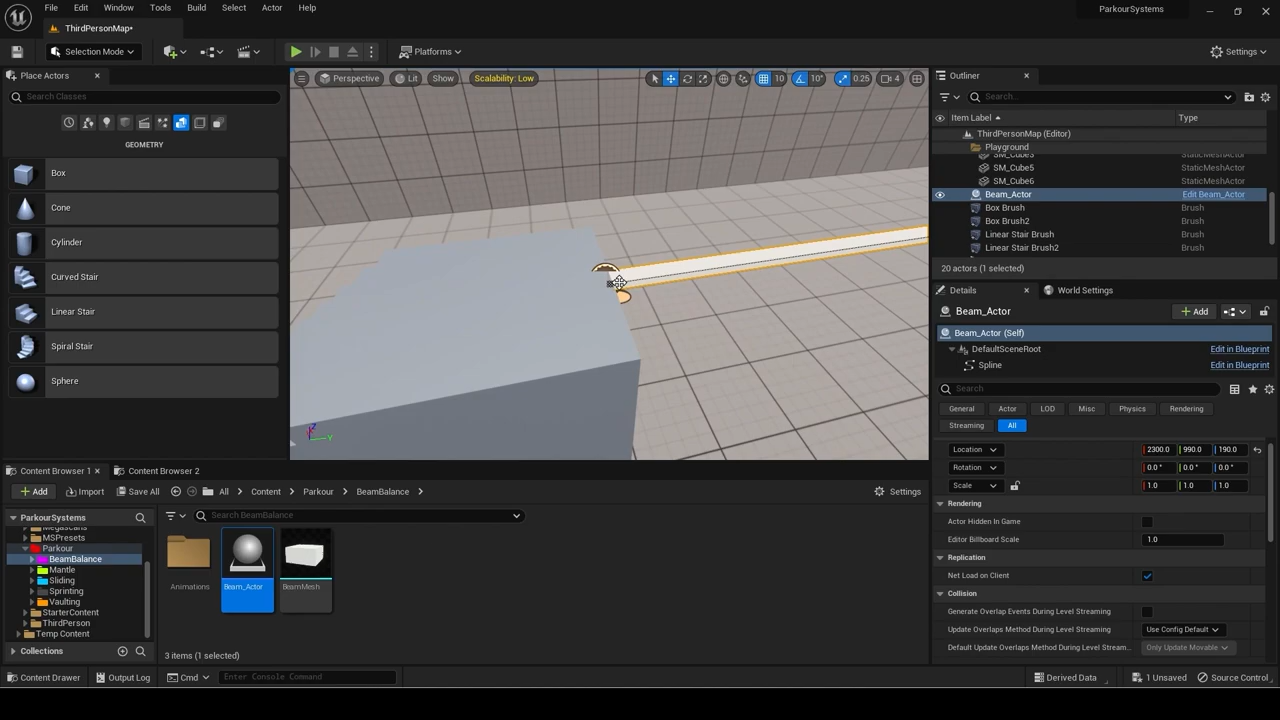 File Edit Window Tools Build Select Actor Help
ParkourSystems
ThirdPersonMap•
Selection Mode
Platforms
Settings
Place Actors
Search Classes
GEOMETRY
Box
Cone
Cylinder
Curved Stair
Linear Stair
Spiral Stair
Sphere
Perspective Lit Show Scalability: Low 10 10° 0.25 4
Z
Y
Outliner
Search...
Item Label Type
ThirdPersonMap (Editor)
Playground
SM_Cube3 StaticMeshActor
SM_Cube5 StaticMeshActor
SM_Cube6 StaticMeshActor
Beam_Actor Edit Beam_Actor
Box Brush Brush
Box Brush2 Brush
Linear Stair Brush Brush
Linear Stair Brush2 Brush
20 actors (1 selected)
Details World Settings
Beam_Actor Add
Beam_Actor (Self)
DefaultSceneRoot Edit in Blueprint
Spline Edit in Blueprint
Search
General Actor LOD Misc Physics Rendering
Streaming All
Location 2300.0 990.0 190.0
Rotation 0.0° 0.0° 0.0°
Scale 1.0 1.0 1.0
Rendering
Actor Hidden In Game
Editor Billboard Scale 1.0
Replication
Net Load on Client
Collision
Generate Overlap Events During Level Streaming
Update Overlaps Method During Level Streaming Use Config Default
Default Update Overlaps Method During Level Stream... Only Update Movable
Content Browser 1 Content Browser 2
Add Import Save All All Content Parkour BeamBalance Settings
ParkourSystems
Megascans
MSPresets
Parkour
BeamBalance
Mantle
Sliding
Sprinting
Vaulting
StarterContent
ThirdPerson
Temp Content
Collections
Search BeamBalance
Animations Beam_Actor BeamMesh
3 items (1 selected)
Content Drawer Output Log Cmd Enter Console Command Derived Data 1 Unsaved Source Control